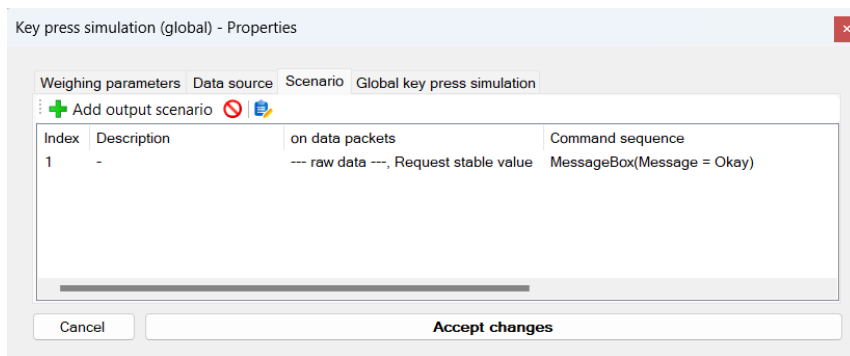 Key press simulation (global) - Properties
Weighing parameters Data source Scenario Global key press simulation
Add output scenario
Index Description on data packets Command sequence
1 - --- raw data ---, Request stable value MessageBox(Message = Okay)
Cancel Accept changes